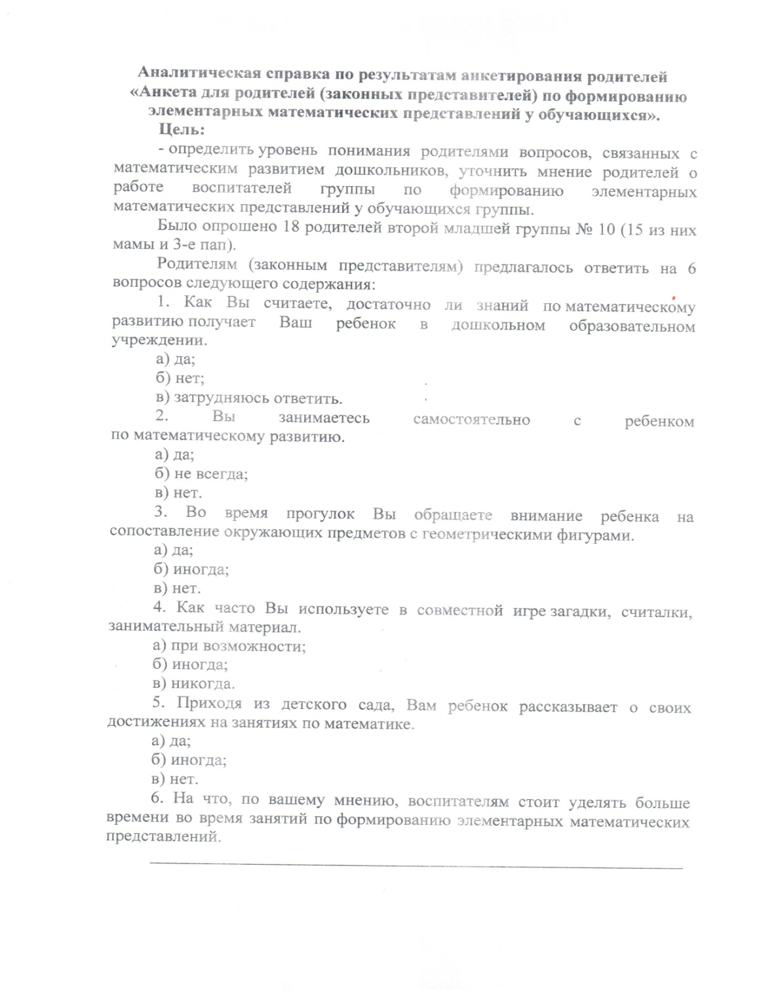 Аналитическая справка по результатам анкетирования родителей
«Анкета для родителей (законных представителей) по формированию
элементарных математических представлений у обучающихся».
Цель:
- определить уровень понимания родителями вопросов, связанных с
математическим развитием дошкольников, уточнить мнение родителей о
работе воспитателей группы по формированию элементарных
математических представлений у обучающихся группы.
Было опрошено 18 родителей второй младшей группы № 10 (15 из них
мамы и 3-е пап).
Родителям (законным представителям) предлагалось ответить на 6
вопросов следующего содержания:
1. Как Вы считаете, достаточно ли знаний по математическому
развитию получает Ваш ребенок в дошкольном образовательном
учреждении.
а) да;
б) нет;
в) затрудняюсь ответить.
2. Вы занимаетесь самостоятельно с ребенком
по математическому развитию.
а) да;
б) не всегда;
в) нет.
3. Во время прогулок Вы обращаете внимание ребенка на
сопоставление окружающих предметов с геометрическими фигурами.
а) да;
б) иногда;
в) нет.
4. Как часто Вы используете в совместной игре загадки, считалки,
занимательный материал.
а) при возможности;
б) иногда;
в) никогда.
5. Приходя из детского сада, Вам ребенок рассказывает о своих
достижениях на занятиях по математике.
а) да;
б) иногда;
в) нет.
6. На что, по вашему мнению, воспитателям стоит уделять больше
времени во время занятий по формированию элементарных математических
представлений.